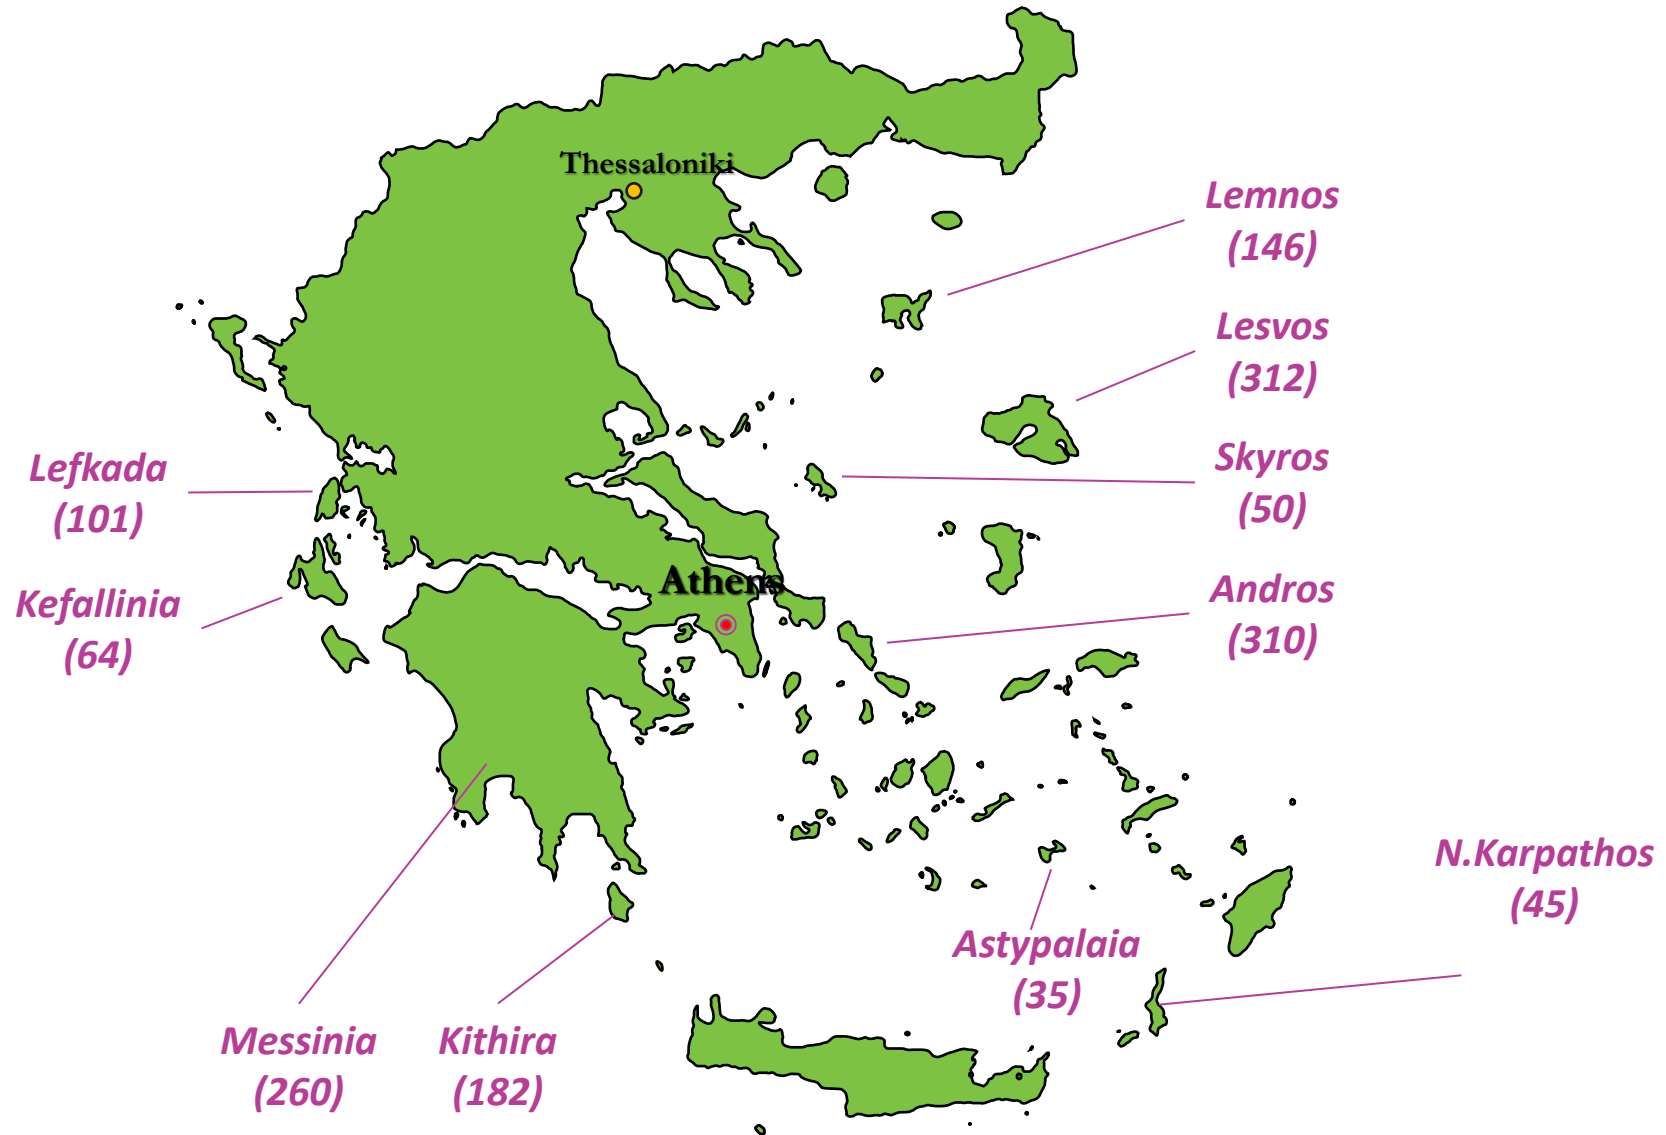 Thessaloniki
Lemnos
(146)
Lesvos
(312)
Lefkada
(101)
Skyros
(50)
Kefallinia
(64)
Athens
Andros
(310)
N.Karpathos
(45)
Astypalaia
(35)
Messinia
(260)
Kithira
(182)